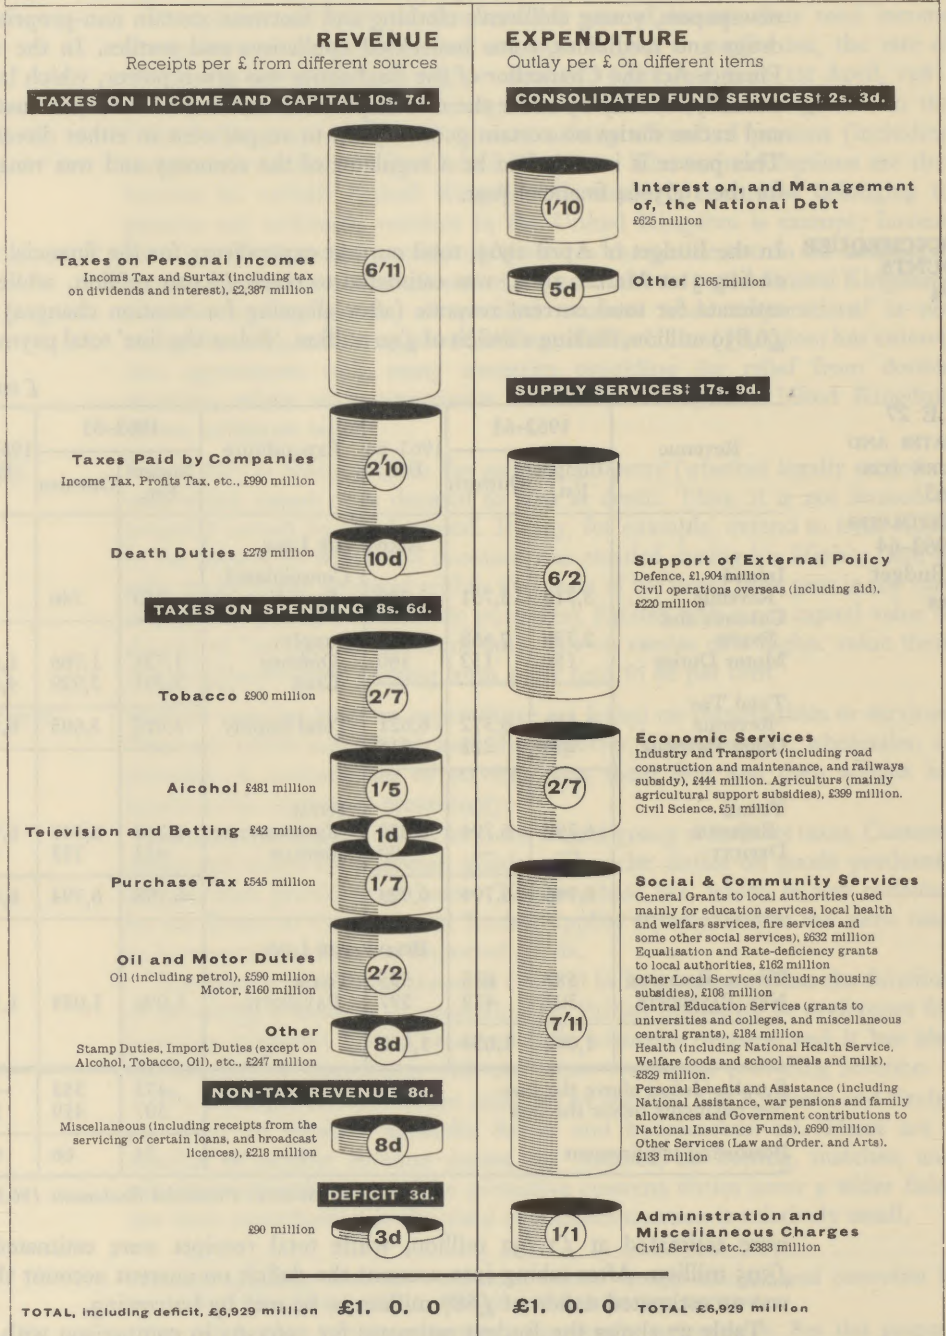 REVENUE
Receipts per £ from different sources
TAXES ON INCOME AND CAPITAL 10s. 7d.
6/11
Taxes on Personal Incomes
Income Tax and Surtax (including tax
on dividends and interest), £2,387 million
2/10
Taxes Paid by Companies
Income Tax, Profits Tax, etc., £990 million
10d
Death Duties £279 million
TAXES ON SPENDING 8s. 6d.
2/7
Tobacco £900 million
1/5
Alcohol £481 million
1d
Television and Betting £42 million
1/7
Purchase Tax £545 million
2/2
Oil and Motor Duties
Oil (including petrol), £590 million
Motor, £160 million
8d
Other
Stamp Duties, Import Duties (except on
Alcohol, Tobacco, Oil), etc., £247 million
NON-TAX REVENUE 8d.
8d
Miscellaneous (including receipts from the
servicing of certain loans, and broadcast
licences), £218 million
DEFICIT 3d.
3d
£90 million
TOTAL, including deficit, £6,929 million £1. 0. 0
EXPENDITURE
Outlay per £ on different items
CONSOLIDATED FUND SERVICES† 2s. 3d.
1/10
Interest on, and Management
of, the National Debt
£625 million
5d
Other £165 million
SUPPLY SERVICES‡ 17s. 9d.
6/2
Support of External Policy
Defence, £1,904 million
Civil operations overseas (including aid),
£220 million
2/7
Economic Services
Industry and Transport (including road
construction and maintenance, and railways
subsidy), £444 million. Agriculture (mainly
agricultural support subsidies), £399 million.
Civil Science, £51 million
7/11
Social & Community Services
General Grants to local authorities (used
mainly for education services, local health
and welfare services, fire services and
some other social services), £632 million
Equalisation and Rate-deficiency grants
to local authorities, £162 million
Other Local Services (including housing
subsidies), £108 million
Central Education Services (grants to
universities and colleges, and miscellaneous
central grants), £184 million
Health (including National Health Service,
Welfare foods and school meals and milk),
£829 million.
Personal Benefits and Assistance (including
National Assistance, war pensions and family
allowances and Government contributions to
National Insurance Funds), £690 million
Other Services (Law and Order, and Arts),
£133 million
1/1
Administration and
Miscellaneous Charges
Civil Service, etc., £383 million
£1. 0. 0 TOTAL £6,929 million